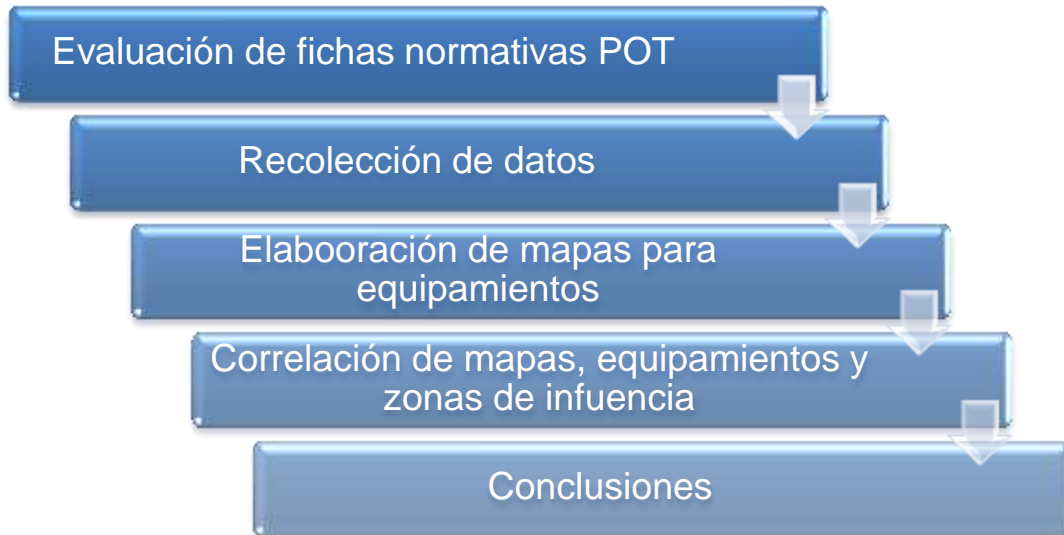 Evaluación de fichas normativas POT
Recolección de datos
Elabooración de mapas para
equipamientos
Correlación de mapas, equipamientos y
zonas de infuencia
Conclusiones